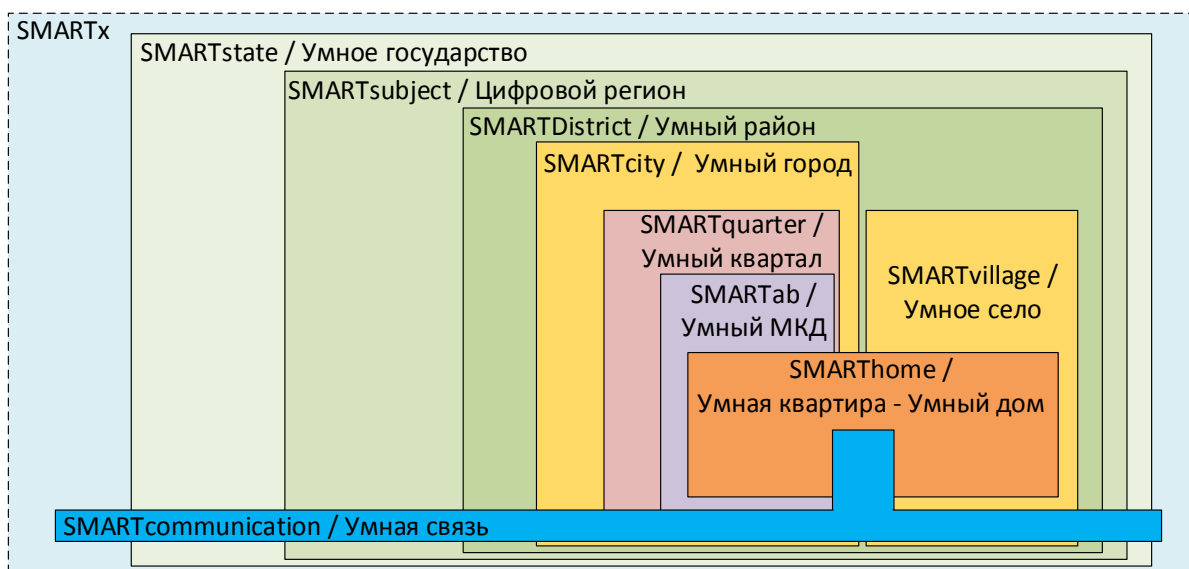 SMARTx
SMARTstate / Умное государство
SMARTsubject / Цифровой регион
SMARTDistrict / Умный район
SMARTcity /  Умный город
SMARTquarter /
Умный квартал
SMARTab /
Умный МКД
SMARTvillage /
Умное село
SMARThome /
Умная квартира - Умный дом
SMARTcommunication / Умная связь